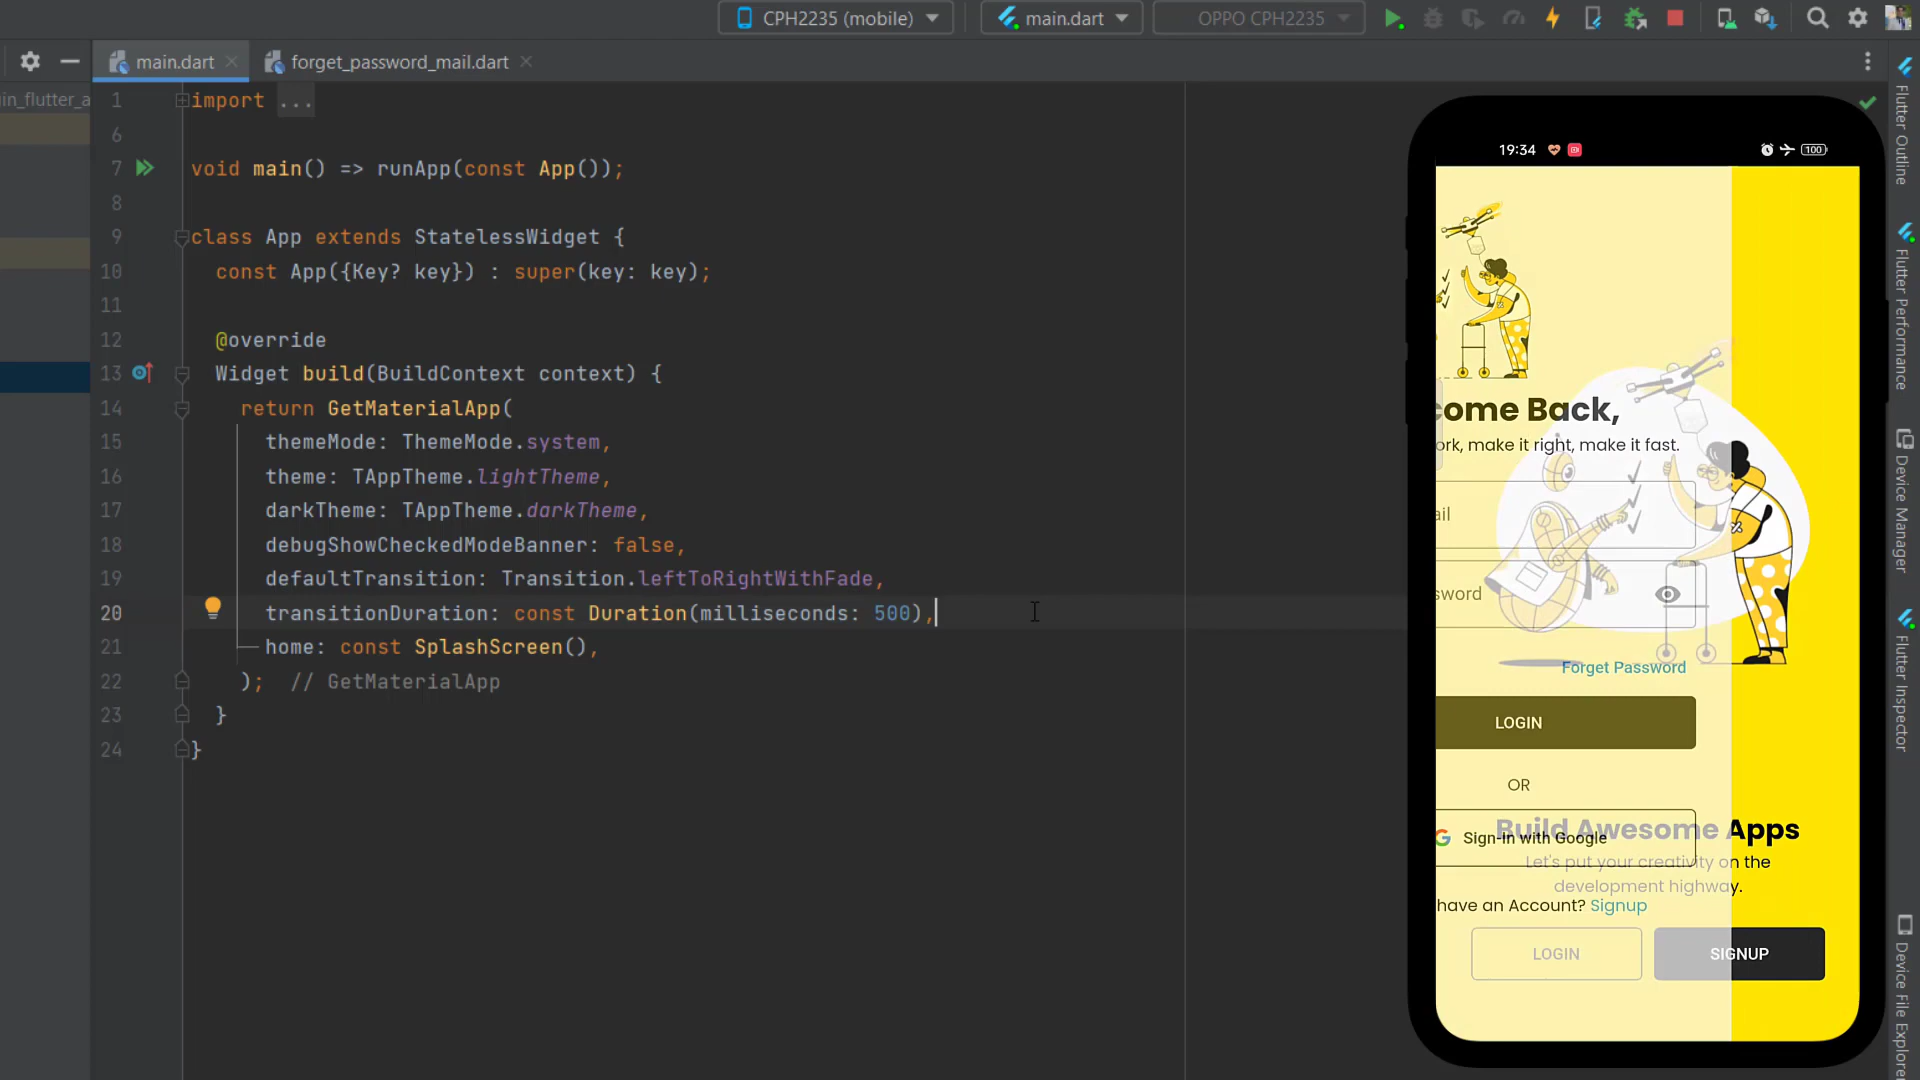 CPH2235 (mobile)
main.dart
OPPO CPH2235
main.dart
forget_password_mail.dart
in_flutter_a
1 import ...
6
7 void main() => runApp(const App());
8
9 class App extends StatelessWidget {
10 const App({Key? key}) : super(key: key);
11
12 @override
13 Widget build(BuildContext context) {
14 return GetMaterialApp(
15 themeMode: ThemeMode.system,
16 theme: TAppTheme.lightTheme,
17 darkTheme: TAppTheme.darkTheme,
18 debugShowCheckedModeBanner: false,
19 defaultTransition: Transition.leftToRightWithFade,
20 transitionDuration: const Duration(milliseconds: 500),
21 home: const SplashScreen(),
22 ); // GetMaterialApp
23 }
24 }
19:34
100
come Back,
ork, make it right, make it fast.
ail
sword
Forget Password
LOGIN
OR
Sign-In with Google
Build Awesome Apps
Let's put your creativity on the
development highway.
have an Account? Signup
LOGIN
SIGNUP
Flutter Outline
Flutter Performance
Device Manager
Flutter Inspector
Device File Explorer